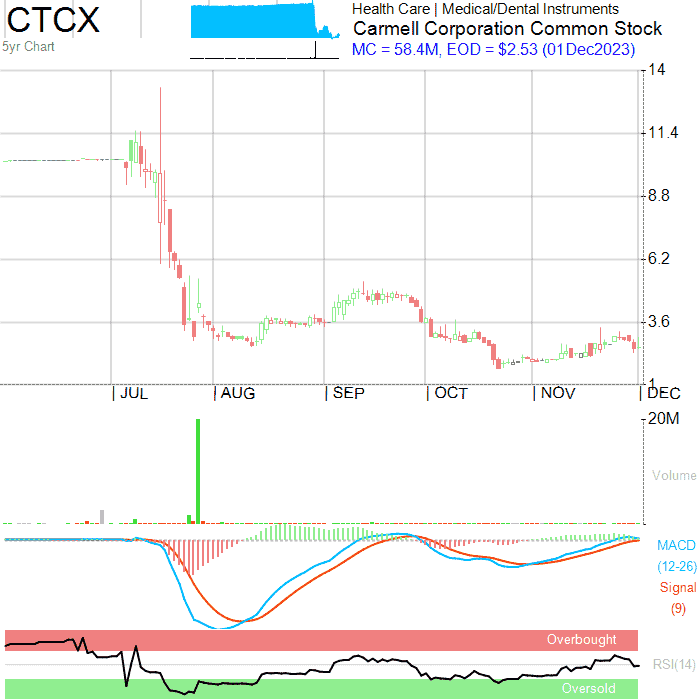 CTCX
5yr Chart
Health Care | Medical/Dental Instruments
Carmell Corporation Common Stock
MC = 58.4M, EOD = $2.53 (01Dec2023)
14
11.4
8.8
6.2
3.6
1
JUL AUG SEP OCT NOV DEC
20M
Volume
MACD
(12-26)
Signal
(9)
Overbought
RSI(14)
Oversold